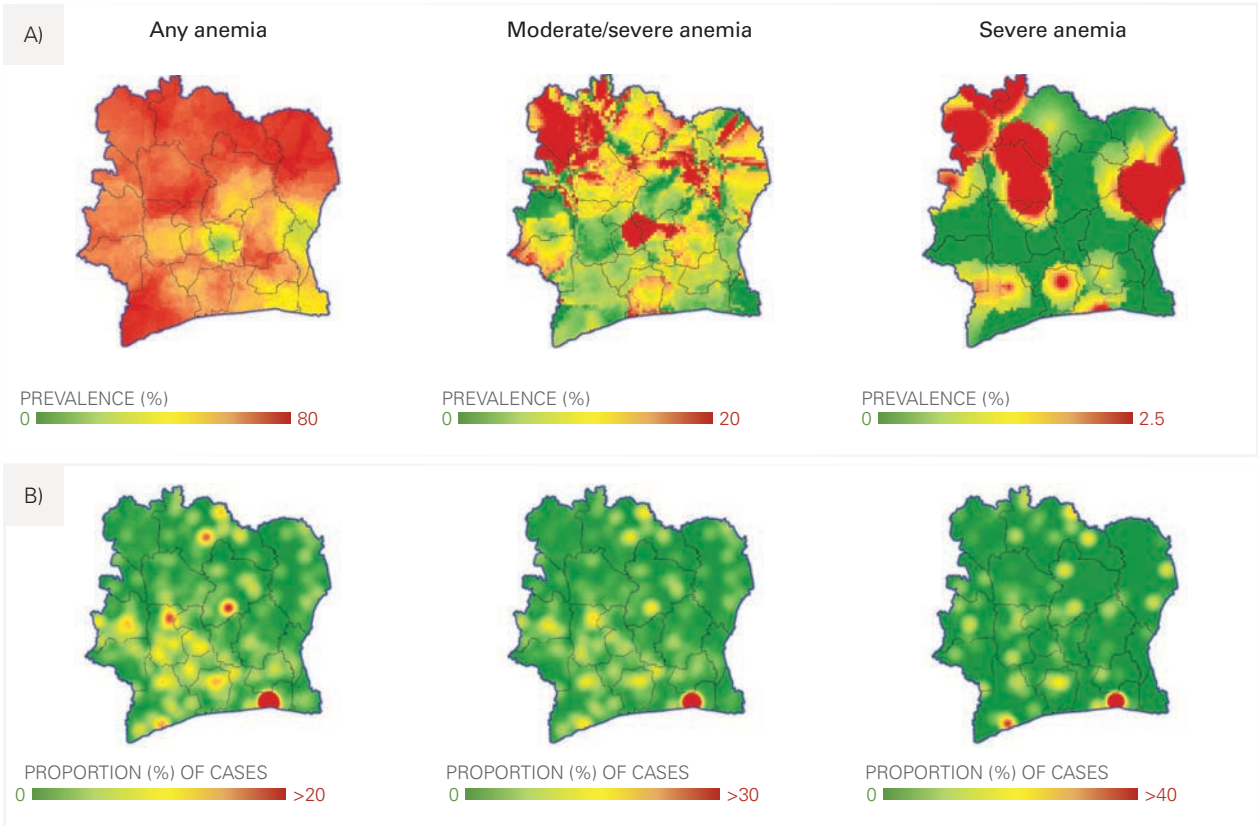 A)
Any anemia
Moderate/severe anemia
Severe anemia
PREVALENCE (%)
0
80
PREVALENCE (%)
0
20
PREVALENCE (%)
0
2.5
B)
PROPORTION (%) OF CASES
0
>20
PROPORTION (%) OF CASES
0
>30
PROPORTION (%) OF CASES
0
>40